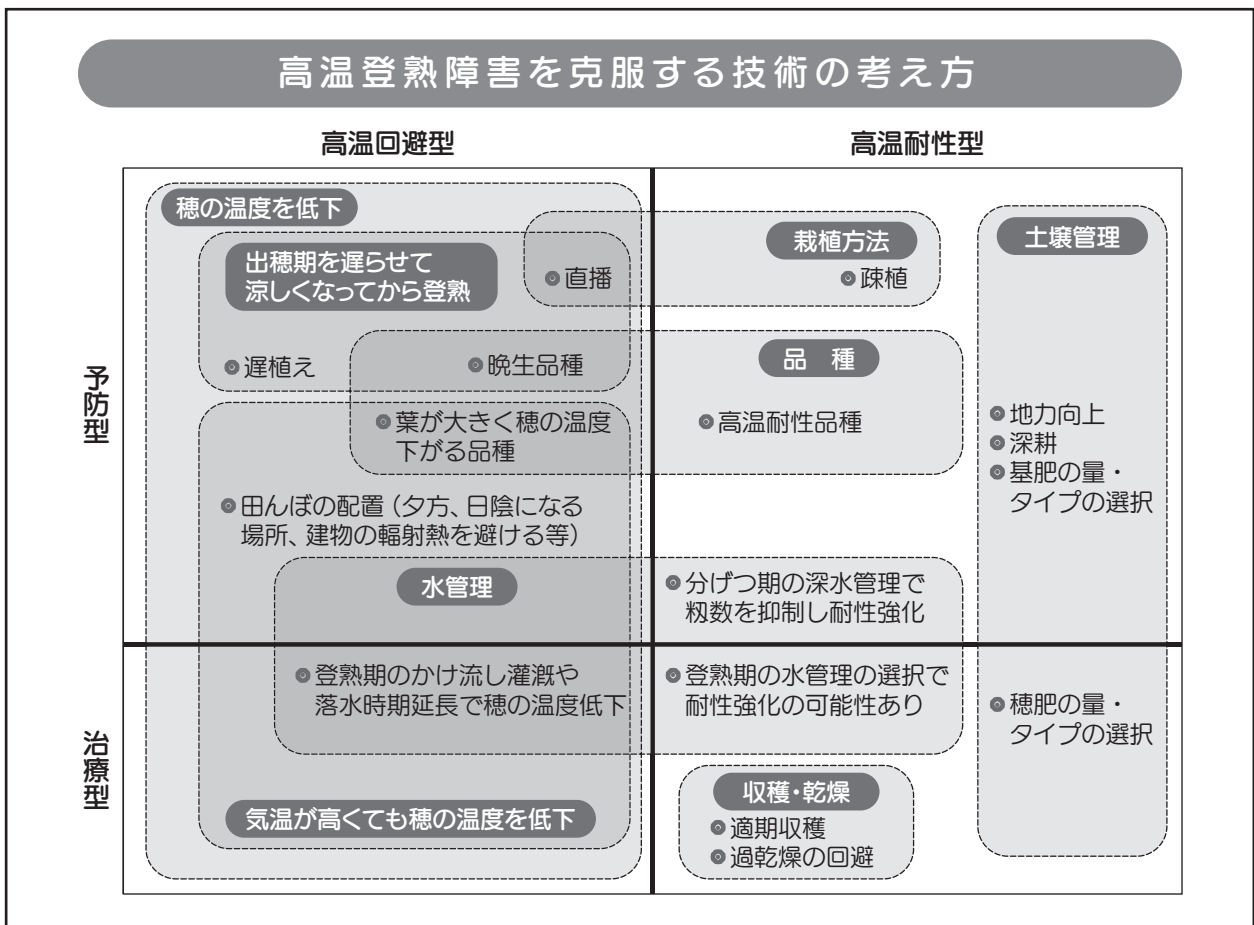 高温登熟障害を克服する技術の考え方
高温回避型
高温耐性型
予防型
治療型
穂の温度を低下
出穂期を遅らせて
涼しくなってから登熟
直播
遅植え
晩生品種
葉が大きく穂の温度
下がる品種
田んぼの配置(夕方、日陰になる
場所、建物の輻射熱を避ける等)
水管理
登熟期のかけ流し灌漑や
落水時期延長で穂の温度低下
気温が高くても穂の温度を低下
栽植方法
疎植
品 種
高温耐性品種
分げつ期の深水管理で
籾数を抑制し耐性強化
登熟期の水管理の選択で
耐性強化の可能性あり
収穫・乾燥
適期収穫
過乾燥の回避
土壌管理
地力向上
深耕
基肥の量・
タイプの選択
穂肥の量・
タイプの選択